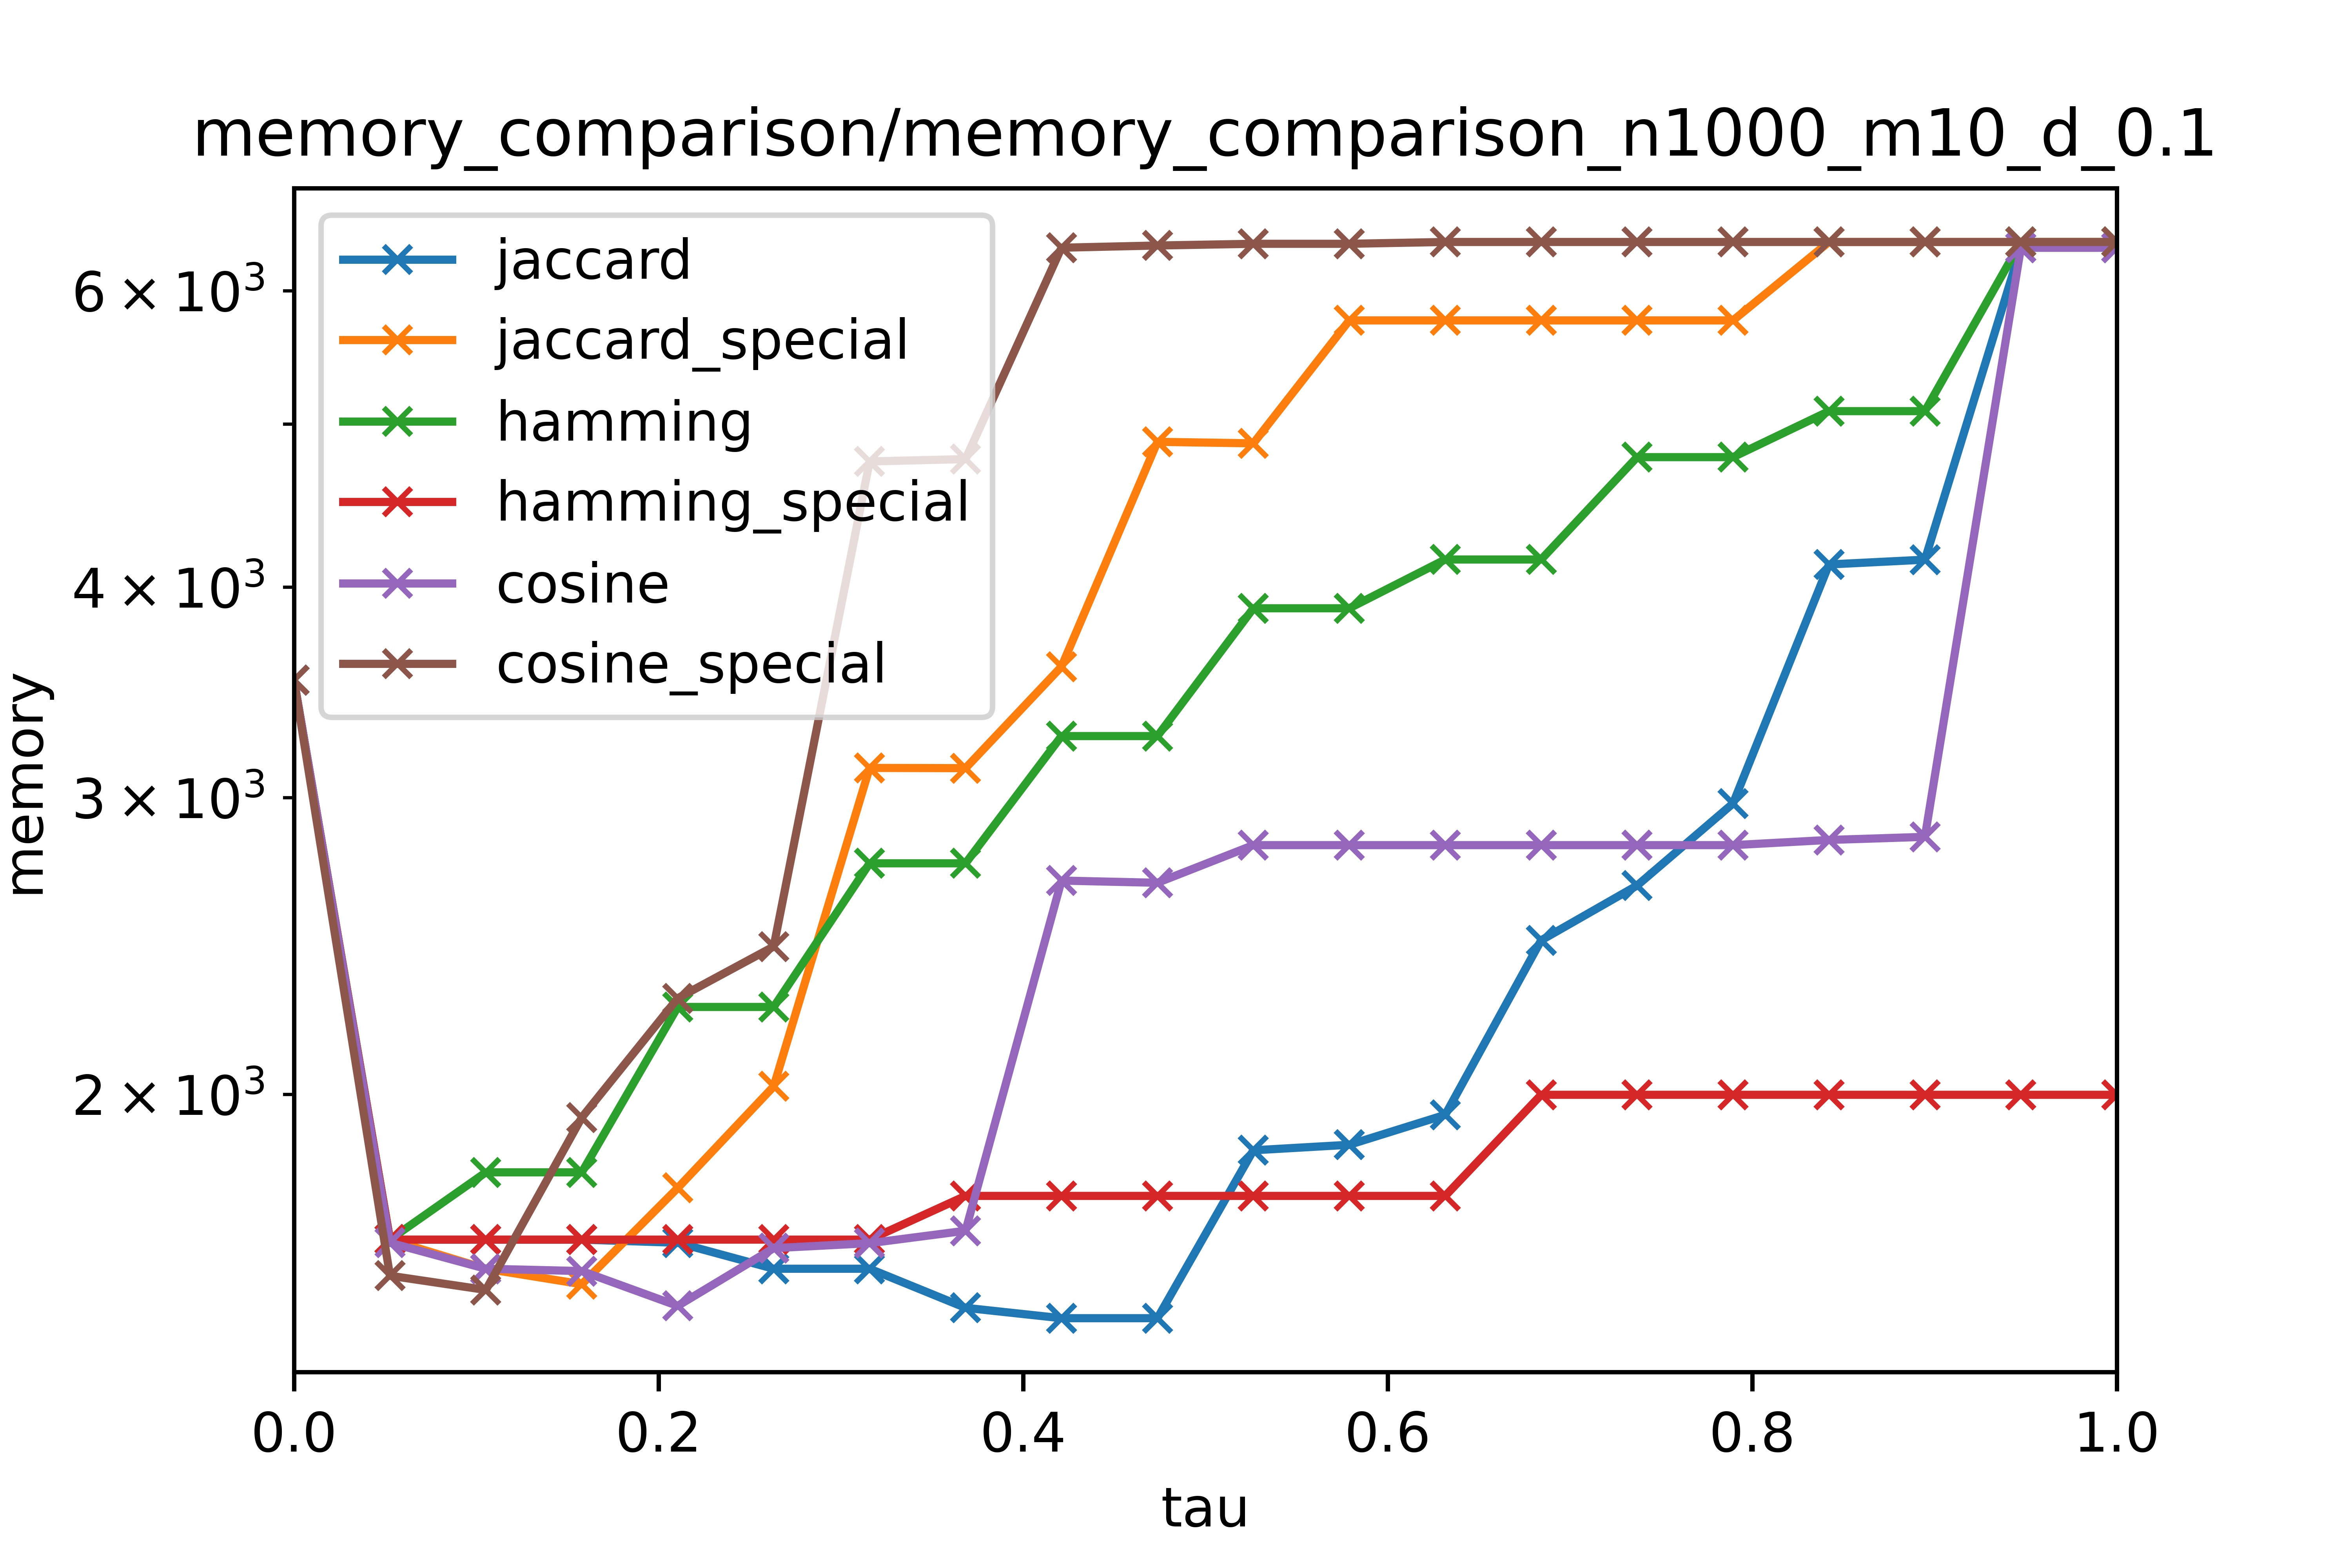 memory_comparison/memory_comparison_n1000_m10_d_0.1
jaccard
jaccard_special
hamming
hamming_special
cosine
cosine_special
6 × 10³
4 × 10³
3 × 10³
2 × 10³
memory
0.0 0.2 0.4 0.6 0.8 1.0
tau